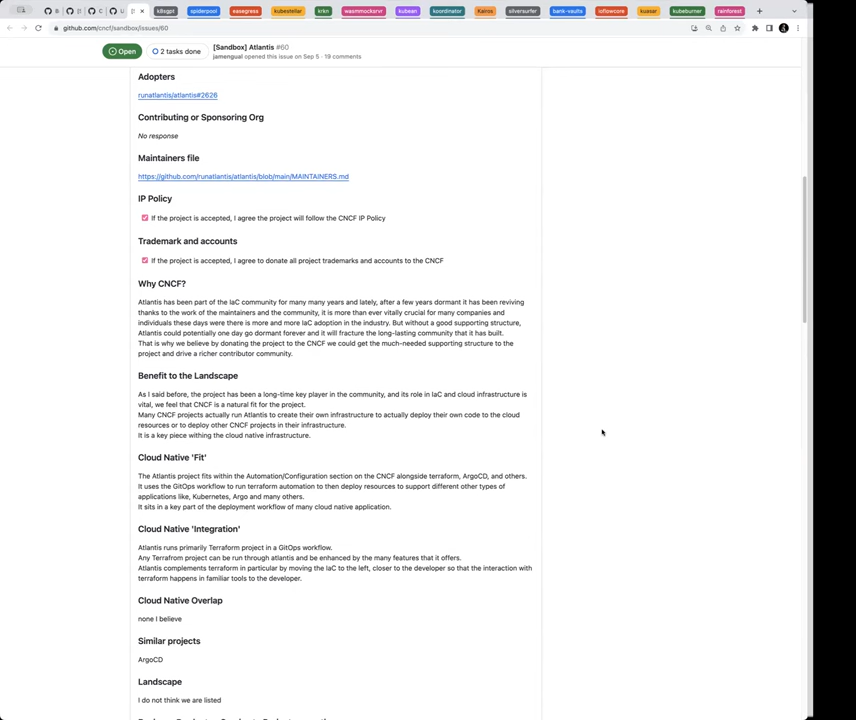 k8sgpt spiderpool easegress kubestellar krkn wasmmocksrvr kubean koordinator Kairos silversurfer bank-vaults ioflowcore kuasar kubeburner rainforest
github.com/cncf/sandbox/issues/60
Open
2 tasks done
[Sandbox] Atlantis #60
jamengual opened this issue on Sep 5 · 19 comments
Adopters
runatlantis/atlantis#2626
Contributing or Sponsoring Org
No response
Maintainers file
https://github.com/runatlantis/atlantis/blob/main/MAINTAINERS.md
IP Policy
If the project is accepted, I agree the project will follow the CNCF IP Policy
Trademark and accounts
If the project is accepted, I agree to donate all project trademarks and accounts to the CNCF
Why CNCF?
Atlantis has been part of the IaC community for many many years and lately, after a few years dormant it has been reviving
thanks to the work of the maintainers and the community, it is more than ever vitally crucial for many companies and
individuals these days were there is more and more IaC adoption in the industry. But without a good supporting structure,
Atlantis could potentially one day go dormant forever and it will fracture the long-lasting community that it has built.
That is why we believe by donating the project to the CNCF we could get the much-needed supporting structure to the
project and drive a richer contributor community.
Benefit to the Landscape
As I said before, the project has been a long-time key player in the community, and its role in IaC and cloud infrastructure is
vital, we feel that CNCF is a natural fit for the project.
Many CNCF projects actually run Atlantis to create their own infrastructure to actually deploy their own code to the cloud
resources or to deploy other CNCF projects in their infrastructure.
It is a key piece withing the cloud native infrastructure.
Cloud Native 'Fit'
The Atlantis project fits within the Automation/Configuration section on the CNCF alongside terraform, ArgoCD, and others.
It uses the GitOps workflow to run terraform automation to then deploy resources to support different other types of
applications like, Kubernetes, Argo and many others.
It sits in a key part of the deployment workflow of many cloud native application.
Cloud Native 'Integration'
Atlantis runs primarily Terraform project in a GitOps workflow.
Any Terrafrom project can be run through atlantis and be enhanced by the many features that it offers.
Atlantis complements terraform in particular by moving the IaC to the left, closer to the developer so that the interaction with
terraform happens in familiar tools to the developer.
Cloud Native Overlap
none I believe
Similar projects
ArgoCD
Landscape
I do not think we are listed